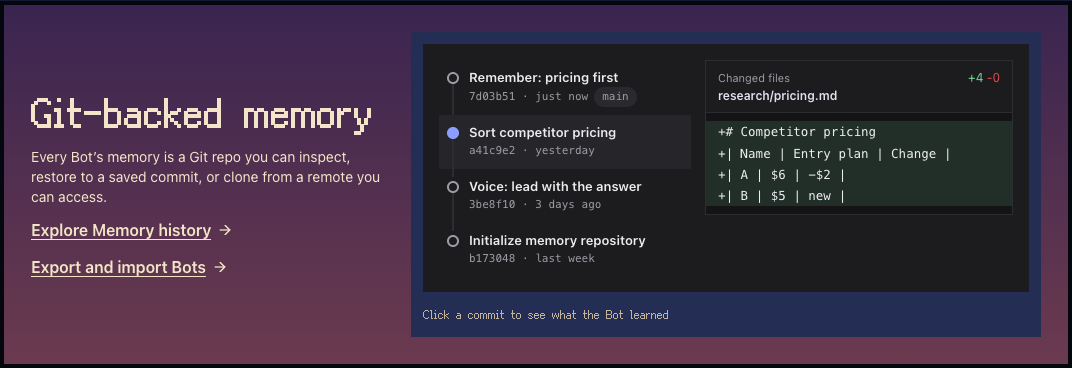 Git-backed memory
Every Bot’s memory is a Git repo you can inspect,
restore to a saved commit, or clone from a remote you
can access.
Explore Memory history →
Export and import Bots →
Remember: pricing first
7d03b51 · just now main
Sort competitor pricing
a41c9e2 · yesterday
Voice: lead with the answer
3be8f10 · 3 days ago
Initialize memory repository
b173048 · last week
Changed files +4 -0
research/pricing.md
+# Competitor pricing
+| Name | Entry plan | Change |
+| A | $6 | −$2 |
+| B | $5 | new |
Click a commit to see what the Bot learned